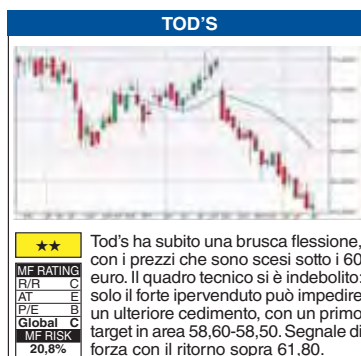 TOD'S
★★
MF RATING
R/R C
AT E
P/E B
Global C
MF RISK
20,8%
Tod's ha subito una brusca flessione,
con i prezzi che sono scesi sotto i 60
euro. Il quadro tecnico si è indebolito:
solo il forte ipervenduto può impedire
un ulteriore cedimento, con un primo
target in area 58,60-58,50. Segnale di
forza con il ritorno sopra 61,80.